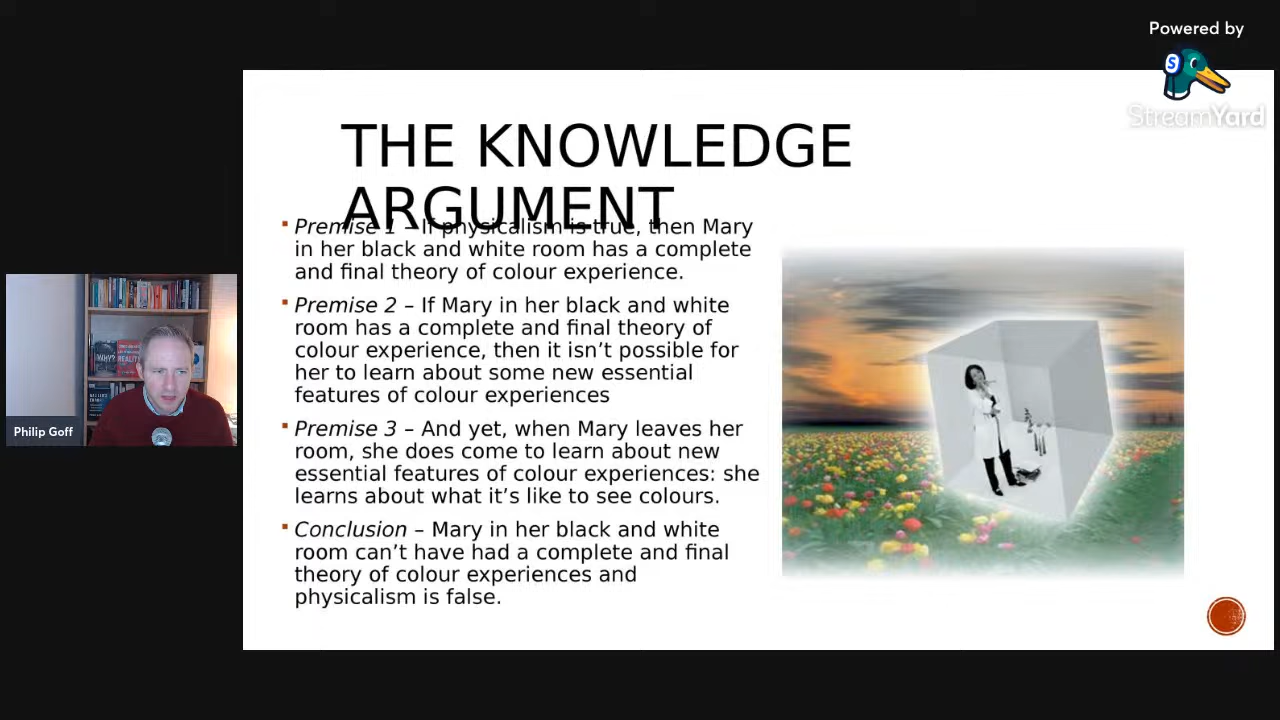 Powered by
S
StreamYard
THE KNOWLEDGE
ARGUMENT
Premise 1 – If physicalism is true, then Mary
in her black and white room has a complete
and final theory of colour experience.
Premise 2 – If Mary in her black and white
room has a complete and final theory of
colour experience, then it isn’t possible for
her to learn about some new essential
features of colour experiences
Premise 3 – And yet, when Mary leaves her
room, she does come to learn about new
essential features of colour experiences: she
learns about what it’s like to see colours.
Conclusion – Mary in her black and white
room can’t have had a complete and final
theory of colour experiences and
physicalism is false.
WHY?
REALITY
Philip Goff